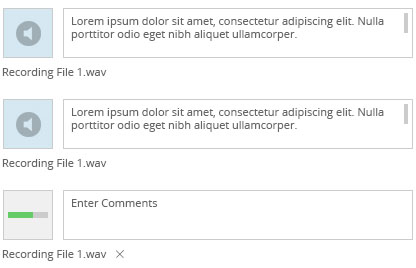 Lorem ipsum dolor sit amet, consectetur adipiscing elit. Nulla
porttitor odio eget nibh aliquet ullamcorper.
Recording File 1.wav
Lorem ipsum dolor sit amet, consectetur adipiscing elit. Nulla
porttitor odio eget nibh aliquet ullamcorper.
Recording File 1.wav
Enter Comments
Recording File 1.wav